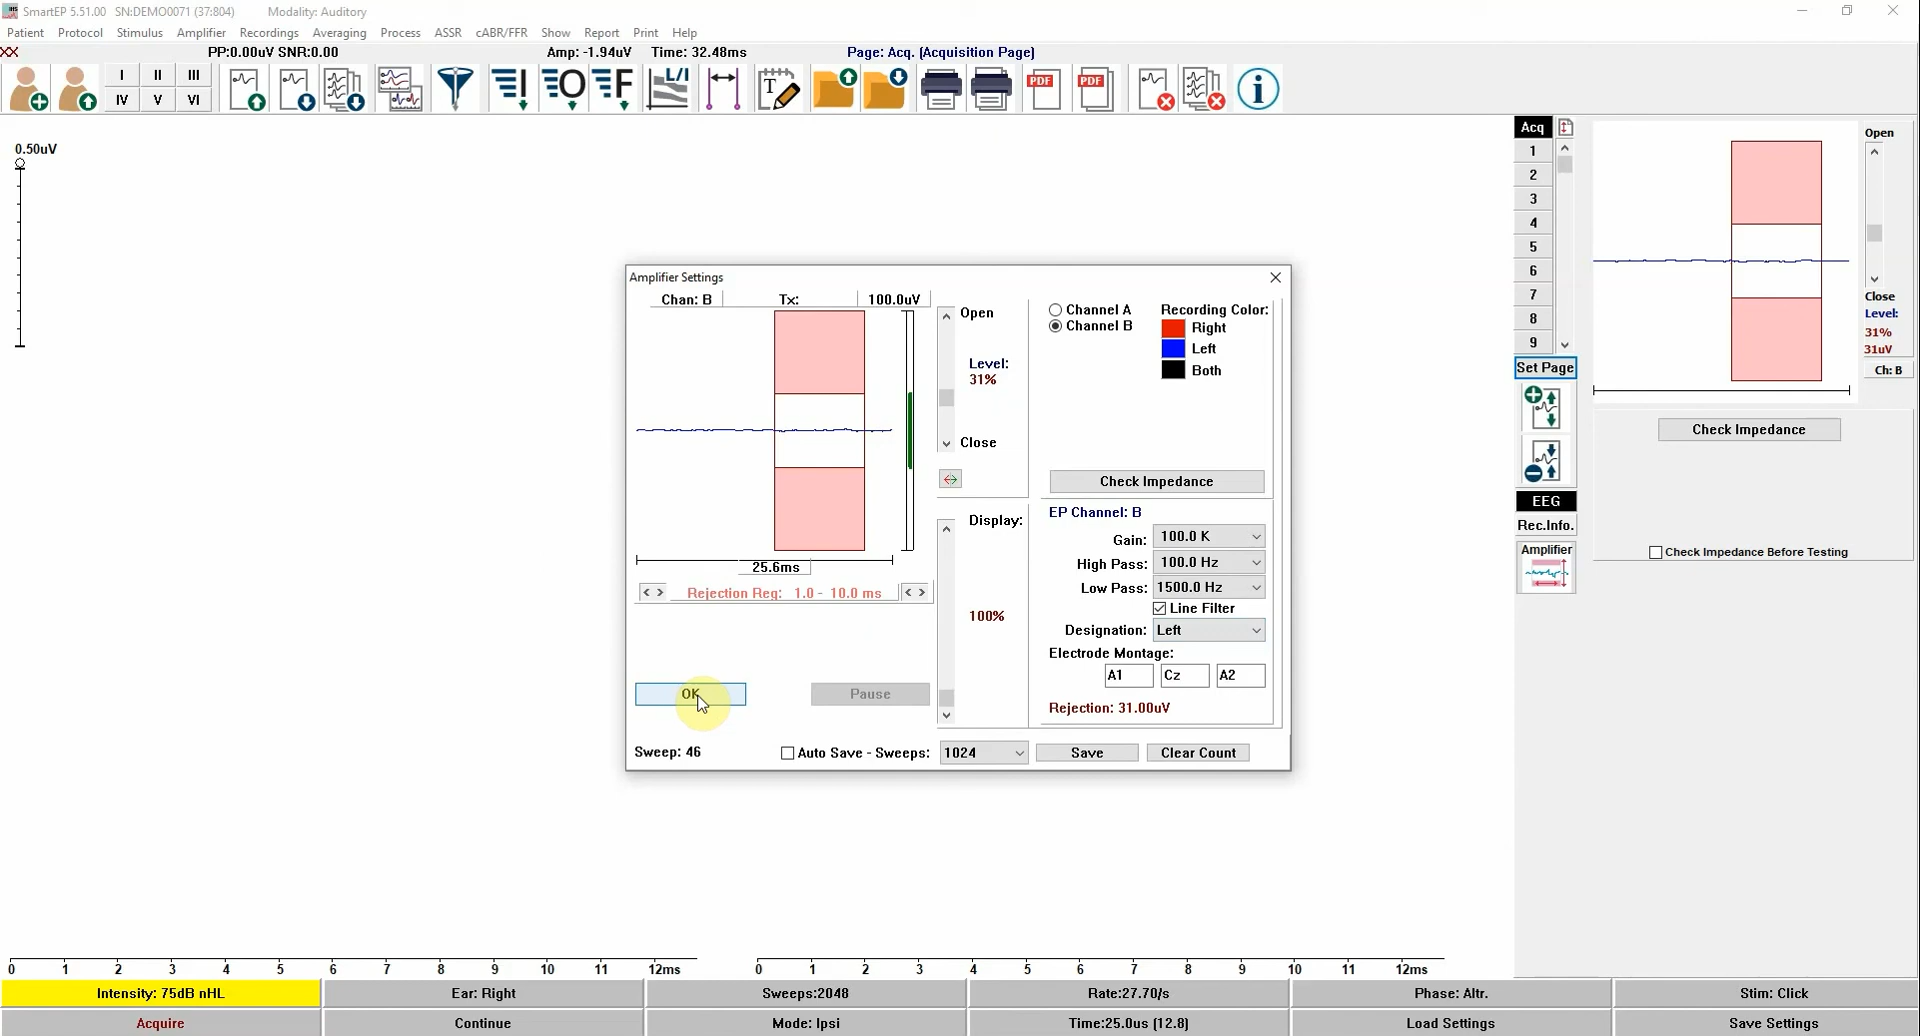 SmartEP 5.51.00 SN:DEMO0071 (37:804) Modality: Auditory
Patient Protocol Stimulus Amplifier Recordings Averaging Process ASSR cABR/FFR Show Report Print Help
PP:0.00uV SNR:0.00 Amp: -1.94uV Time: 32.48ms Page: Acq. (Acquisition Page)
I II III
IV V VI
I O F L/I T PDF PDF
0.50uV
Acq
1
2
3
4
5
6
7
8
9
Set Page
EEG
Rec.Info.
Amplifier
Open
Close
Level:
31%
31uV
Ch: B
Check Impedance
Check Impedance Before Testing
Amplifier Settings
Chan: B Tx: 100.0uV
Open
Level:
31%
Close
25.6ms
< > Rejection Reg: 1.0 - 10.0 ms < >
Display:
100%
OK Pause
Channel A
Channel B
Recording Color:
Right
Left
Both
Check Impedance
EP Channel: B
Gain: 100.0 K
High Pass: 100.0 Hz
Low Pass: 1500.0 Hz
Line Filter
Designation: Left
Electrode Montage:
A1 Cz A2
Rejection: 31.00uV
Sweep: 46 Auto Save - Sweeps: 1024 Save Clear Count
0 1 2 3 4 5 6 7 8 9 10 11 12ms 0 1 2 3 4 5 6 7 8 9 10 11 12ms
Intensity: 75dB nHL Ear: Right Sweeps:2048 Rate:27.70/s Phase: Altr. Stim: Click
Acquire Continue Mode: Ipsi Time:25.0us (12.8) Load Settings Save Settings